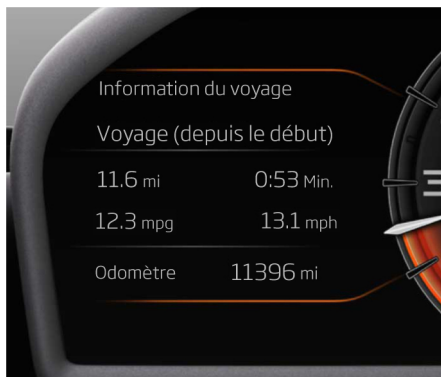 Information du voyage
Voyage (depuis le début)
11.6 mi 0:53 Min.
12.3 mpg 13.1 mph
Odomètre 11396 mi